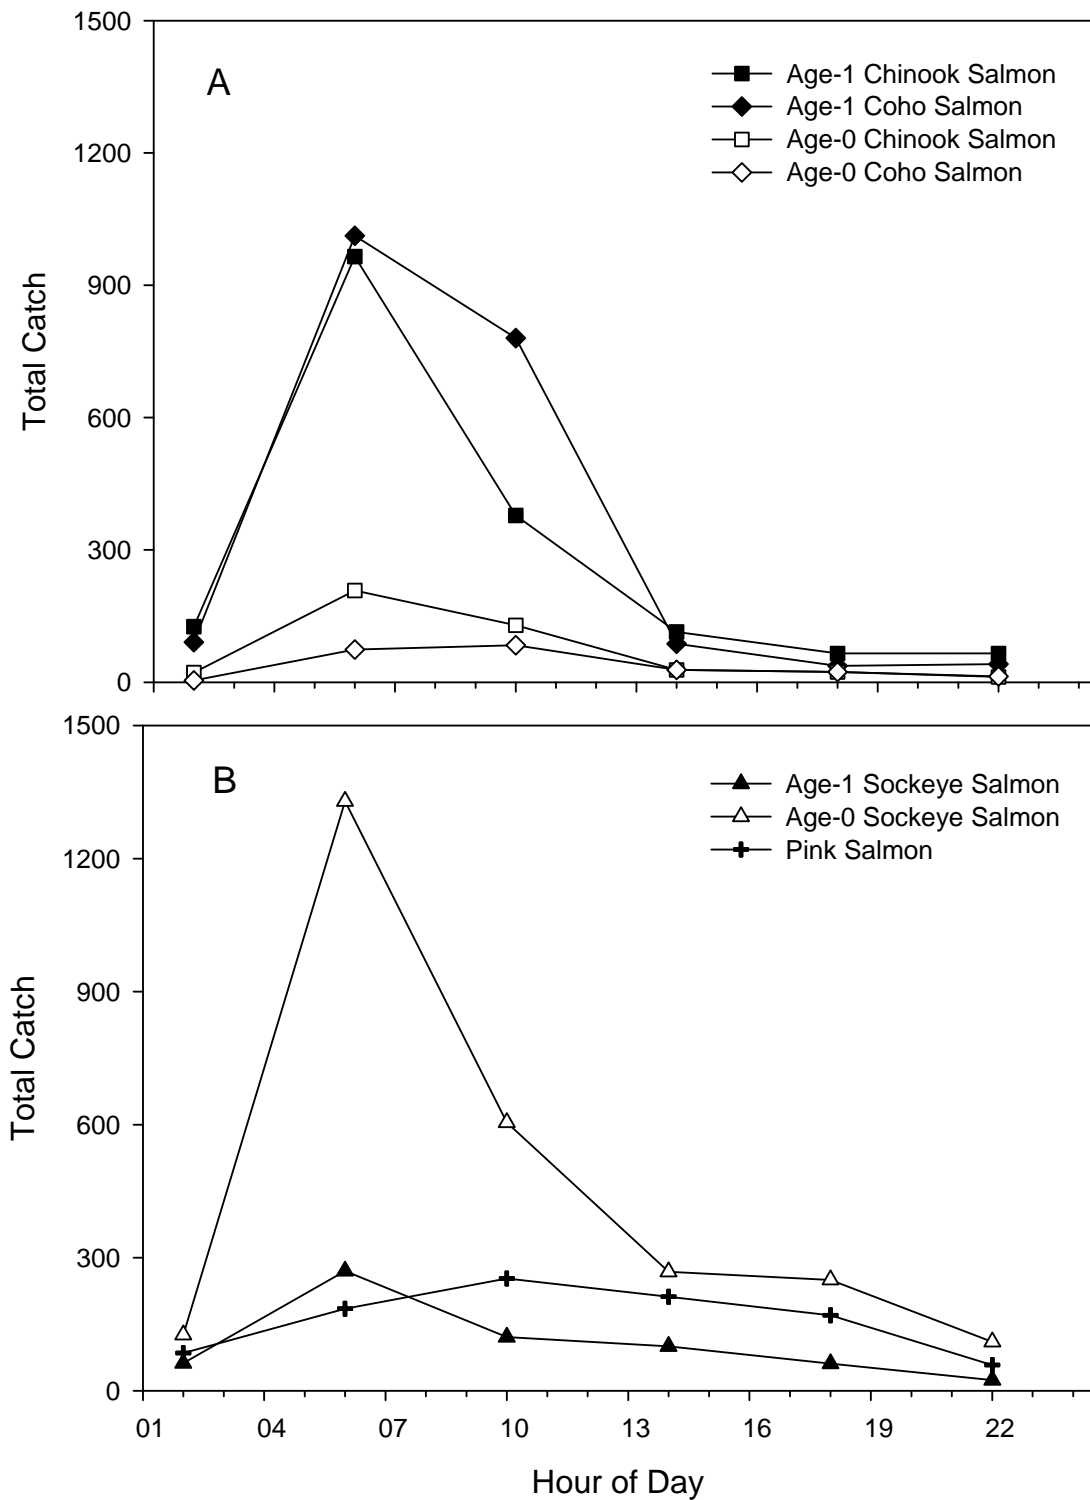 1500
A
Age-1 Chinook Salmon
Age-1 Coho Salmon
Age-0 Chinook Salmon
Age-0 Coho Salmon
1200
900
600
300
0
Total Catch
1500
B
Age-1 Sockeye Salmon
Age-0 Sockeye Salmon
Pink Salmon
1200
900
600
300
0
Total Catch
01 04 07 10 13 16 19 22
Hour of Day